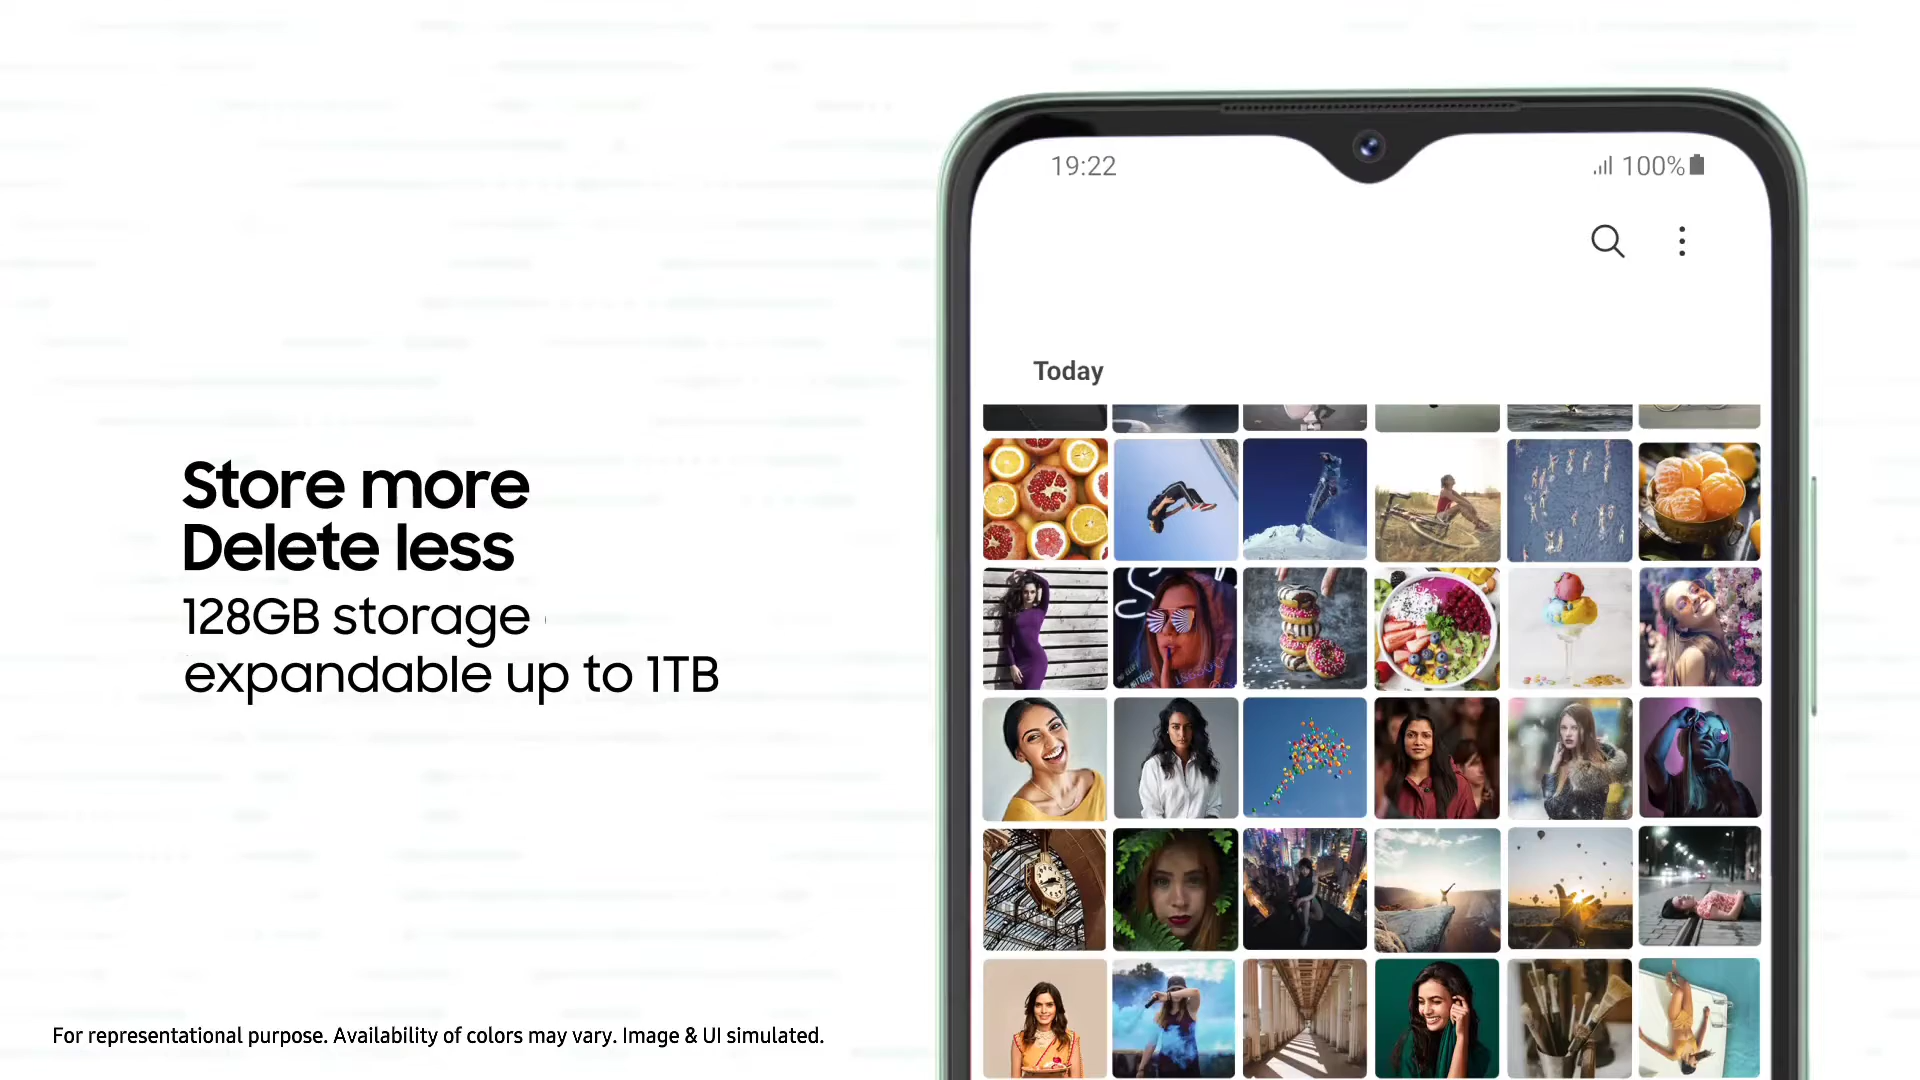 19:22
100%
Today
Store more
Delete less
128GB storage
expandable up to 1TB
For representational purpose. Availability of colors may vary. Image & UI simulated.